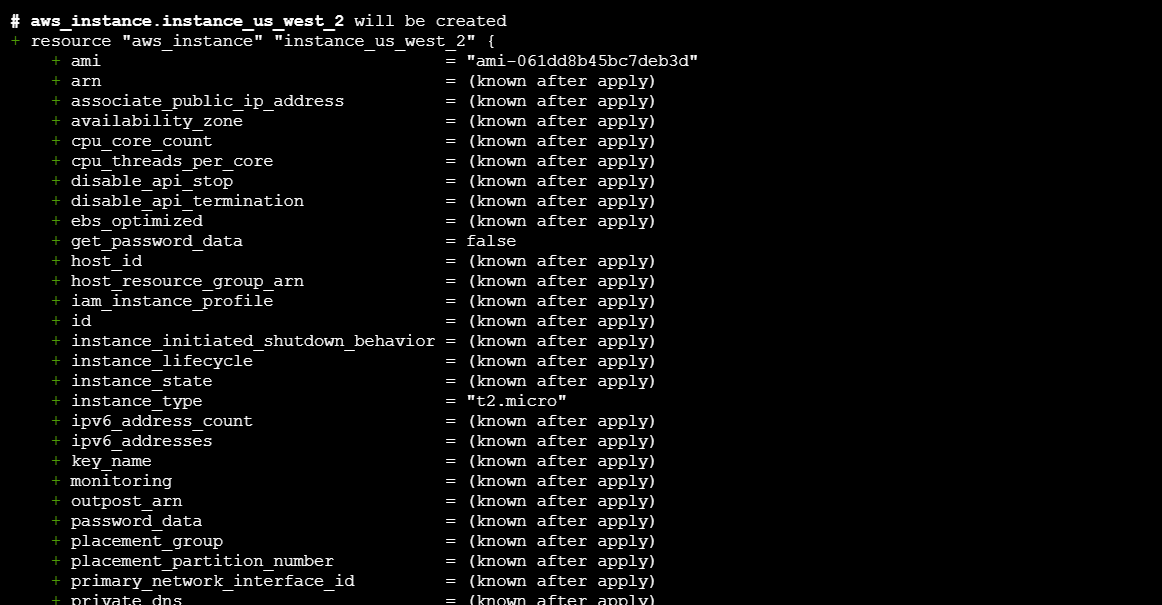 # aws_instance.instance_us_west_2 will be created
+ resource "aws_instance" "instance_us_west_2" {
+ ami = "ami-061dd8b45bc7deb3d"
+ arn = (known after apply)
+ associate_public_ip_address = (known after apply)
+ availability_zone = (known after apply)
+ cpu_core_count = (known after apply)
+ cpu_threads_per_core = (known after apply)
+ disable_api_stop = (known after apply)
+ disable_api_termination = (known after apply)
+ ebs_optimized = (known after apply)
+ get_password_data = false
+ host_id = (known after apply)
+ host_resource_group_arn = (known after apply)
+ iam_instance_profile = (known after apply)
+ id = (known after apply)
+ instance_initiated_shutdown_behavior = (known after apply)
+ instance_lifecycle = (known after apply)
+ instance_state = (known after apply)
+ instance_type = "t2.micro"
+ ipv6_address_count = (known after apply)
+ ipv6_addresses = (known after apply)
+ key_name = (known after apply)
+ monitoring = (known after apply)
+ outpost_arn = (known after apply)
+ password_data = (known after apply)
+ placement_group = (known after apply)
+ placement_partition_number = (known after apply)
+ primary_network_interface_id = (known after apply)
+ private_dns = (known after apply)